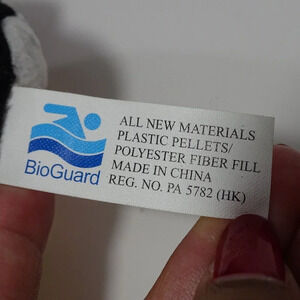 BioGuard
ALL NEW MATERIALS
PLASTIC PELLETS/
POLYESTER FIBER FILL
MADE IN CHINA
REG. NO. PA 5782 (HK)